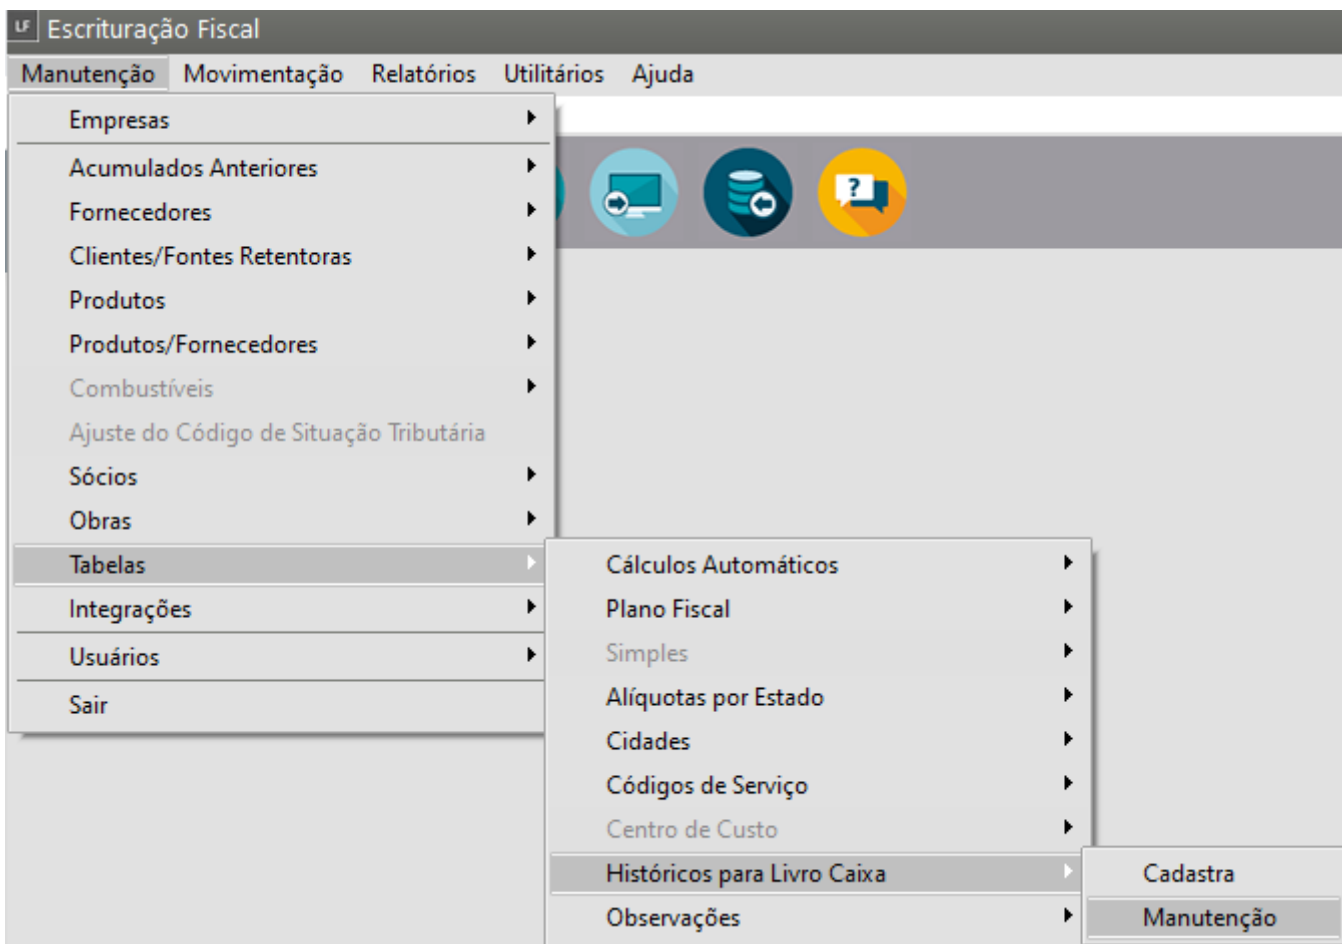 LF Escrituração Fiscal
Manutenção Movimentação Relatórios Utilitários Ajuda
Empresas
Acumulados Anteriores
Fornecedores
Clientes/Fontes Retentoras
Produtos
Produtos/Fornecedores
Combustíveis
Ajuste do Código de Situação Tributária
Sócios
Obras
Tabelas
Integrações
Usuários
Sair
Cálculos Automáticos
Plano Fiscal
Simples
Alíquotas por Estado
Cidades
Códigos de Serviço
Centro de Custo
Históricos para Livro Caixa
Observações
Cadastra
Manutenção
?